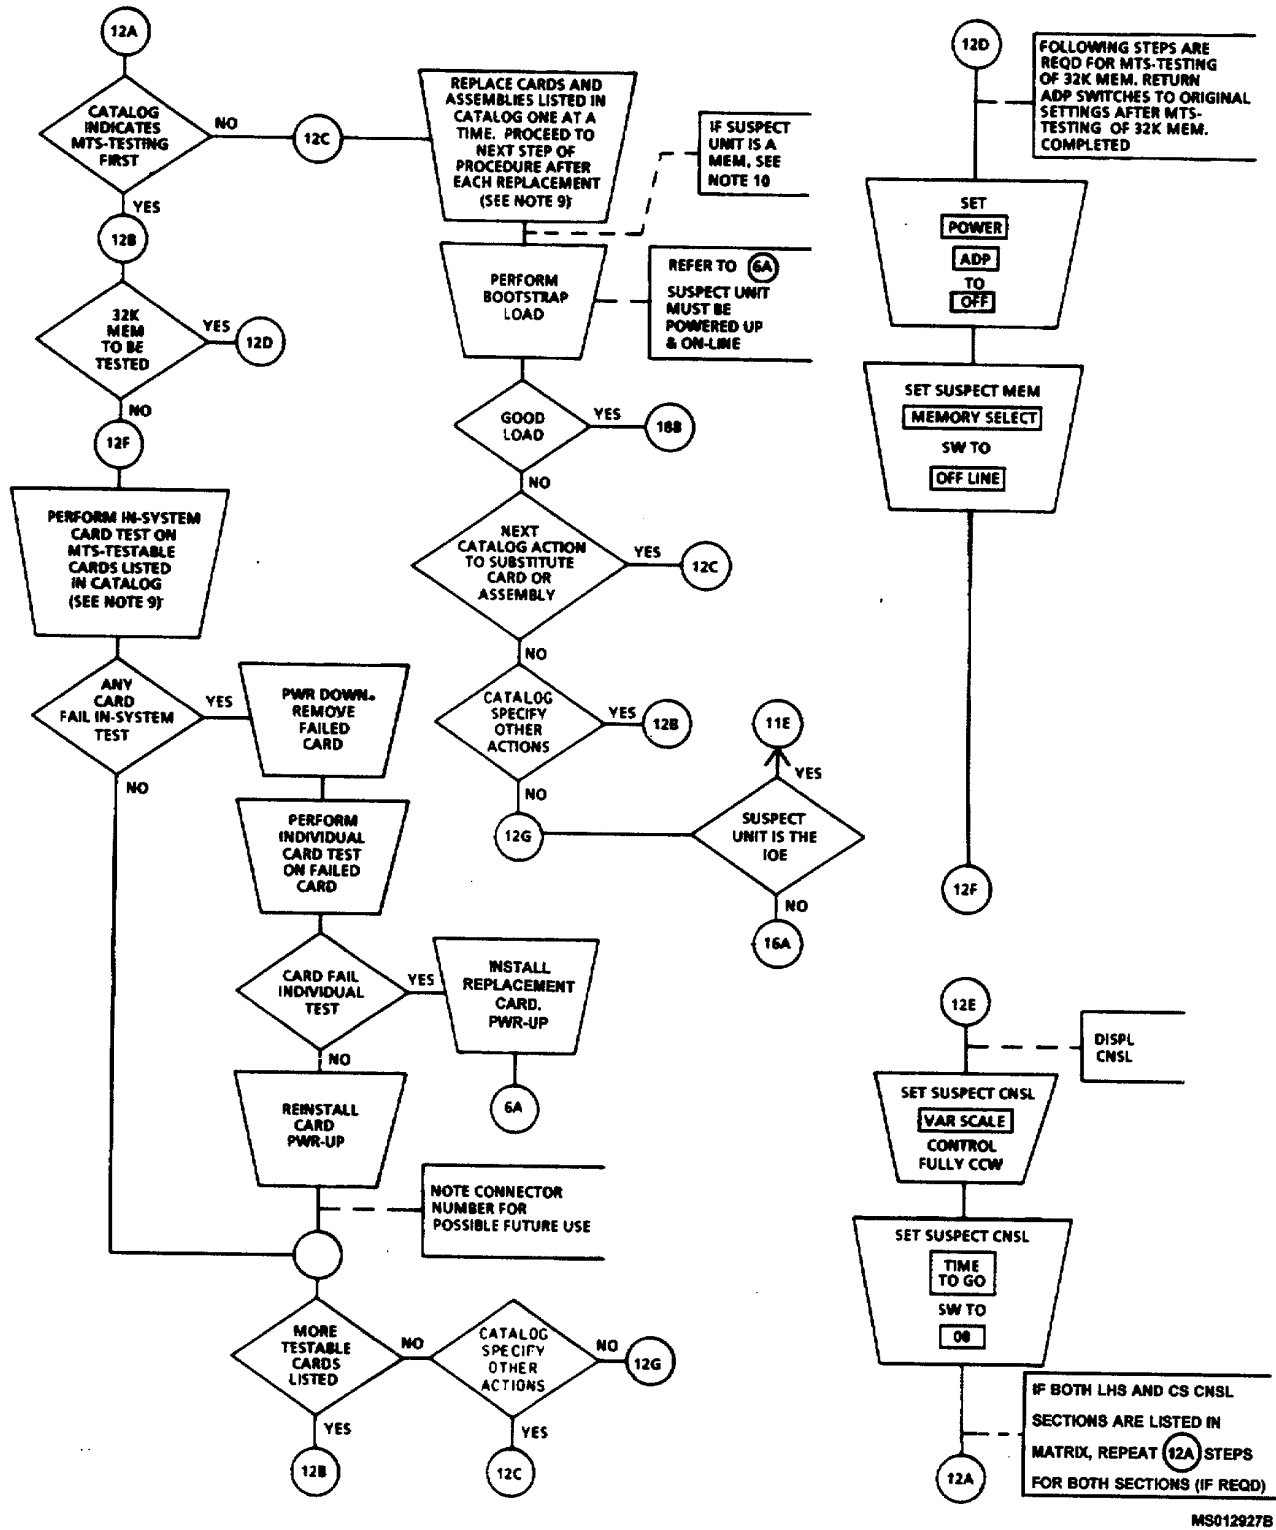 12A
CATALOG
INDICATES
MTS-TESTING
FIRST
NO
YES
12B
32K
MEM
TO BE
TESTED
YES
12D
NO
12F
PERFORM IN-SYSTEM
CARD TEST ON
MTS-TESTABLE
CARDS LISTED
IN CATALOG
(SEE NOTE 9)
ANY
CARD
FAIL IN-SYSTEM
TEST
YES
NO
PWR DOWN.
REMOVE
FAILED
CARD
PERFORM
INDIVIDUAL
CARD TEST
ON FAILED
CARD
CARD FAIL
INDIVIDUAL
TEST
YES
NO
INSTALL
REPLACEMENT
CARD.
PWR-UP
6A
REINSTALL
CARD
PWR-UP
NOTE CONNECTOR
NUMBER FOR
POSSIBLE FUTURE USE
MORE
TESTABLE
CARDS
LISTED
NO
YES
12B
CATALOG
SPECIFY
OTHER
ACTIONS
NO
12G
YES
12C
12C
REPLACE CARDS AND
ASSEMBLIES LISTED IN
CATALOG ONE AT A
TIME. PROCEED TO
NEXT STEP OF
PROCEDURE AFTER
EACH REPLACEMENT
(SEE NOTE 9)
IF SUSPECT
UNIT IS A
MEM, SEE
NOTE 10
PERFORM
BOOTSTRAP
LOAD
REFER TO 6A
SUSPECT UNIT
MUST BE
POWERED UP
& ON-LINE
GOOD
LOAD
YES
18B
NO
NEXT
CATALOG ACTION
TO SUBSTITUTE
CARD OR
ASSEMBLY
YES
12C
NO
CATALOG
SPECIFY
OTHER
ACTIONS
YES
12B
NO
12G
SUSPECT
UNIT IS THE
IOE
YES
11E
NO
16A
12D
FOLLOWING STEPS ARE
REQD FOR MTS-TESTING
OF 32K MEM. RETURN
ADP SWITCHES TO ORIGINAL
SETTINGS AFTER MTS-
TESTING OF 32K MEM.
COMPLETED
SET
POWER
ADP
TO
OFF
SET SUSPECT MEM
MEMORY SELECT
SW TO
OFF LINE
12F
12E
DISPL
CNSL
SET SUSPECT CNSL
VAR SCALE
CONTROL
FULLY CCW
SET SUSPECT CNSL
TIME
TO GO
SW TO
00
IF BOTH LHS AND CS CNSL
SECTIONS ARE LISTED IN
MATRIX, REPEAT 12A STEPS
FOR BOTH SECTIONS (IF REQD)
12A
MS012927B